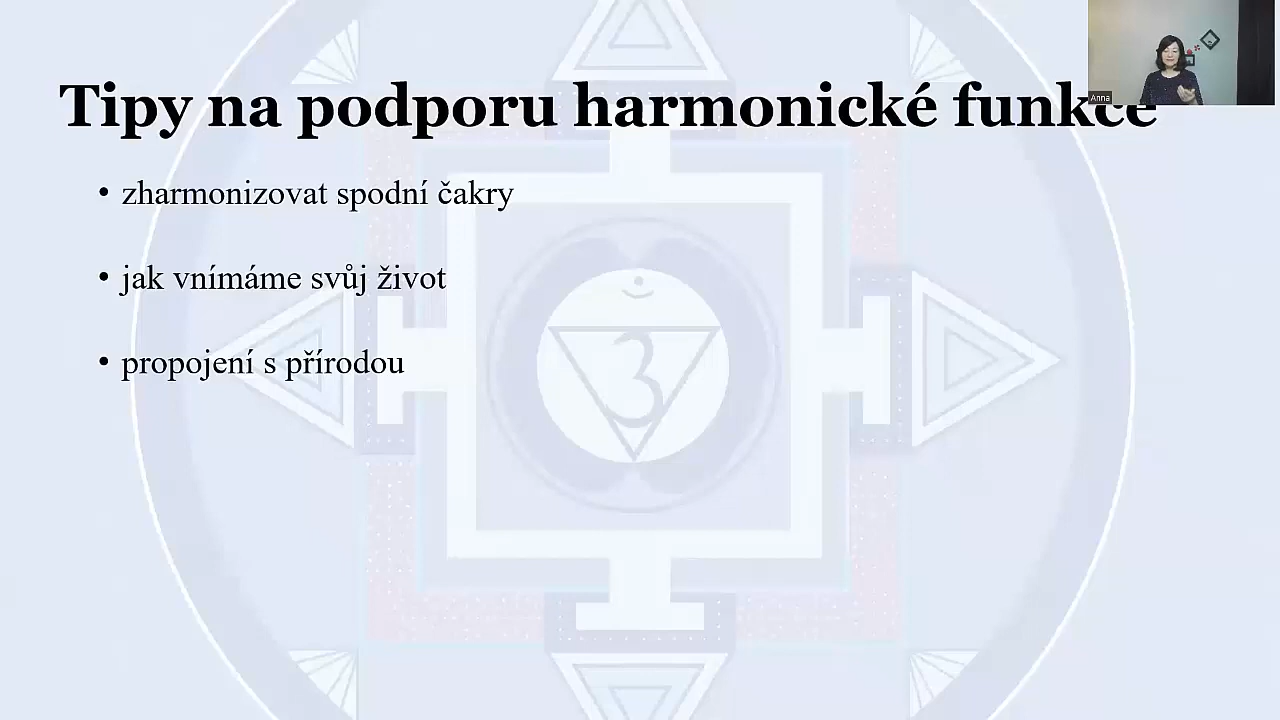 Tipy na podporu harmonické funkce
• zharmonizovat spodní čakry
• jak vnímáme svůj život
• propojení s přírodou
Anna